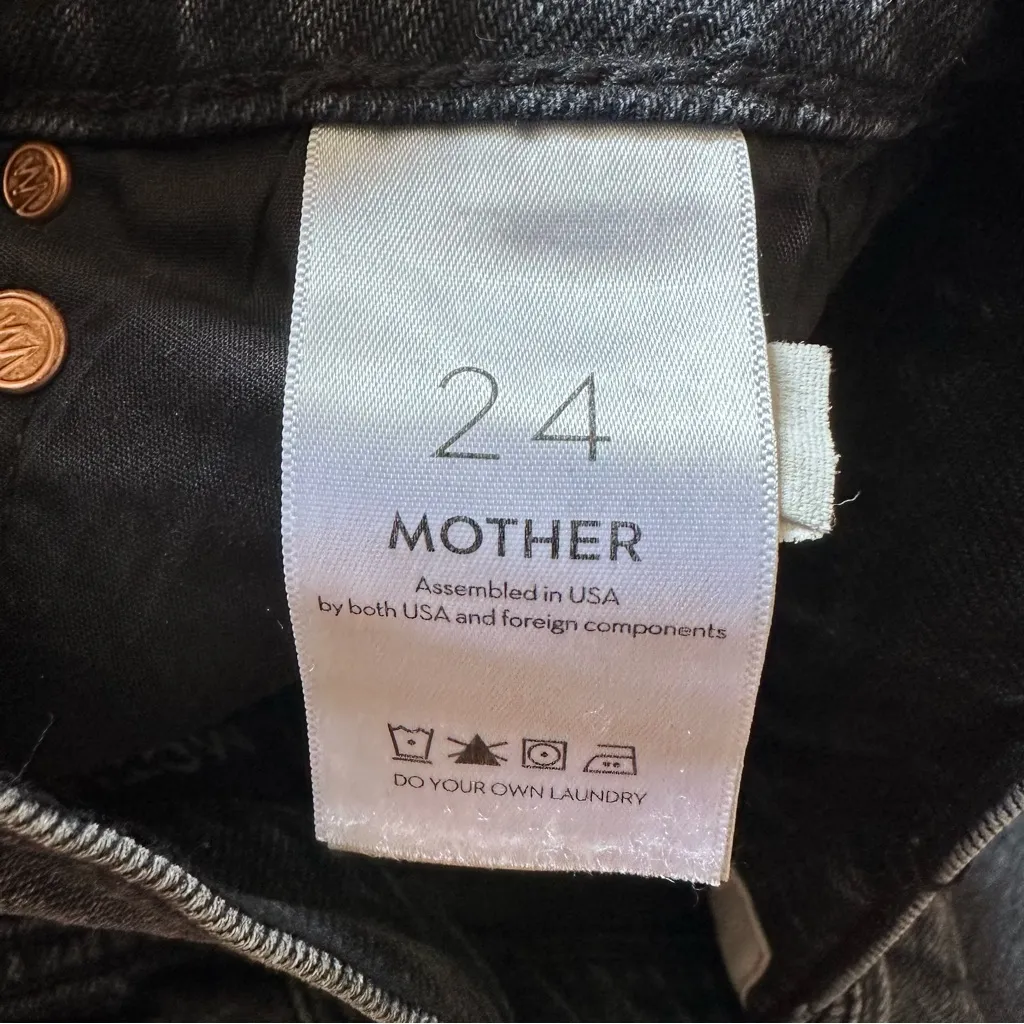 24
MOTHER
Assembled in USA
by both USA and foreign components
DO YOUR OWN LAUNDRY